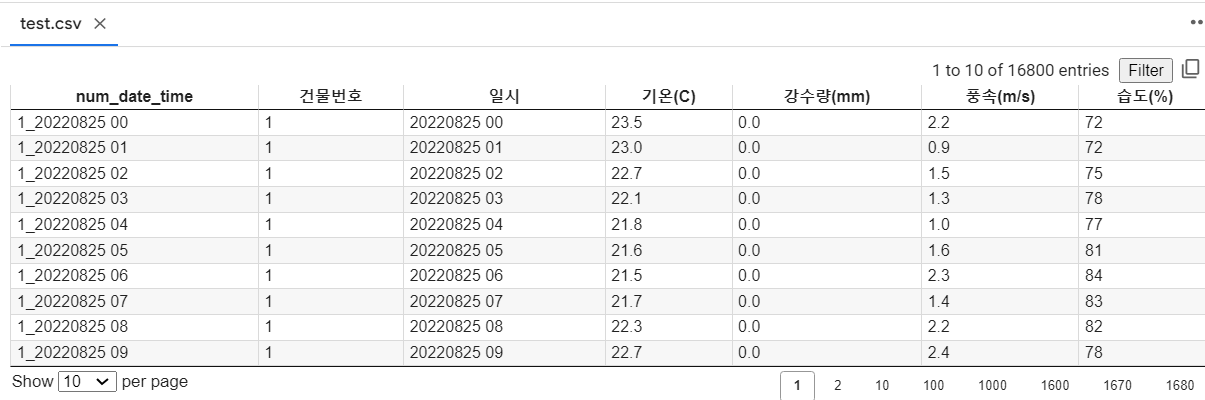 test.csv ×
1 to 10 of 16800 entries Filter
num_date_time 건물번호 일시 기온(C) 강수량(mm) 풍속(m/s) 습도(%)
1_20220825 00 1 20220825 00 23.5 0.0 2.2 72
1_20220825 01 1 20220825 01 23.0 0.0 0.9 72
1_20220825 02 1 20220825 02 22.7 0.0 1.5 75
1_20220825 03 1 20220825 03 22.1 0.0 1.3 78
1_20220825 04 1 20220825 04 21.8 0.0 1.0 77
1_20220825 05 1 20220825 05 21.6 0.0 1.6 81
1_20220825 06 1 20220825 06 21.5 0.0 2.3 84
1_20220825 07 1 20220825 07 21.7 0.0 1.4 83
1_20220825 08 1 20220825 08 22.3 0.0 2.2 82
1_20220825 09 1 20220825 09 22.7 0.0 2.4 78
Show 10 per page 1 2 10 100 1000 1600 1670 1680